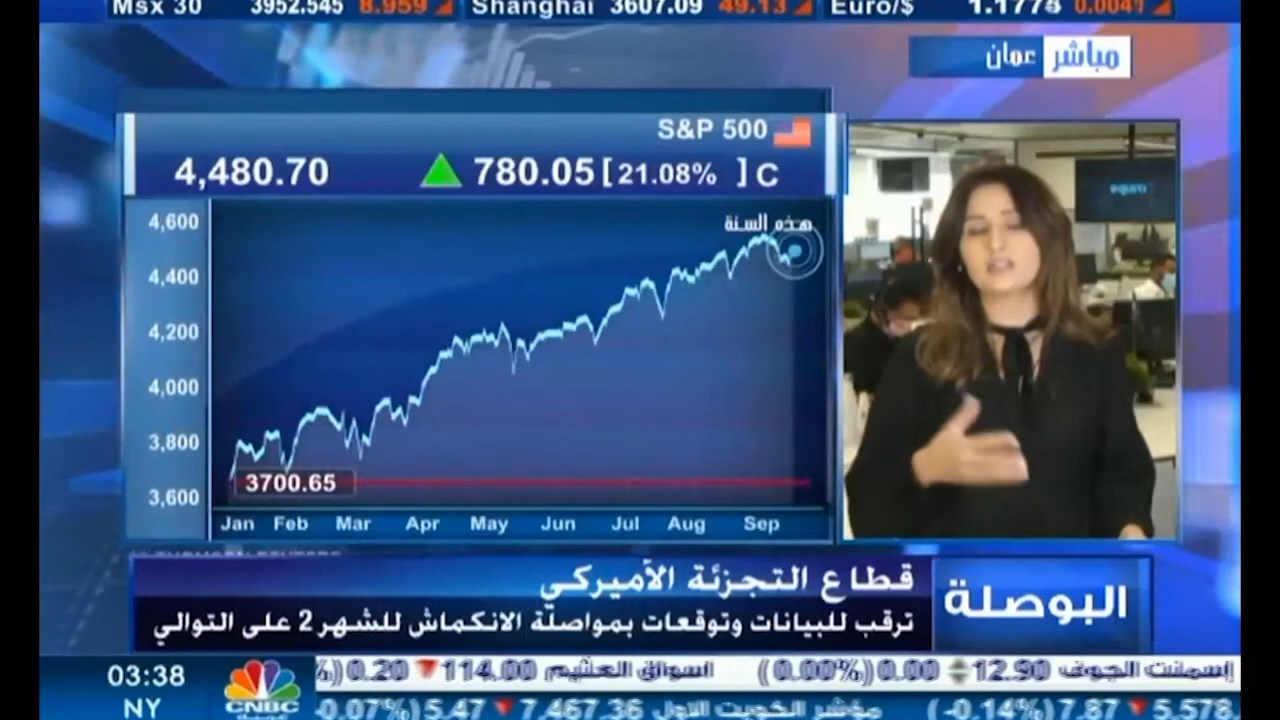 Msx 30 3952.545 8.959 Shanghai 3607.09 49.13 Euro/$ 1.1775 0.0041
مباشر عمان
S&P 500
4,480.70 780.05 [ 21.08% ] C
4,600
4,400
4,200
4,000
3,800
3,600
هذه السنة
3700.65
Jan Feb Mar Apr May Jun Jul Aug Sep
equiti
البوصلة
قطاع التجزئة الأميركي
ترقب للبيانات وتوقعات بمواصلة الانكماش للشهر 2 على التوالي
03:38
NY
CNBC
عربية
إسمنت الجوف 12.90 0.00 (0.00%) اسواق العثيم 114.00 0.20 (%
5,578 7.87 (-0.14%) مؤشر الكويت الاول 7,467.36 5.47 -0.07%)